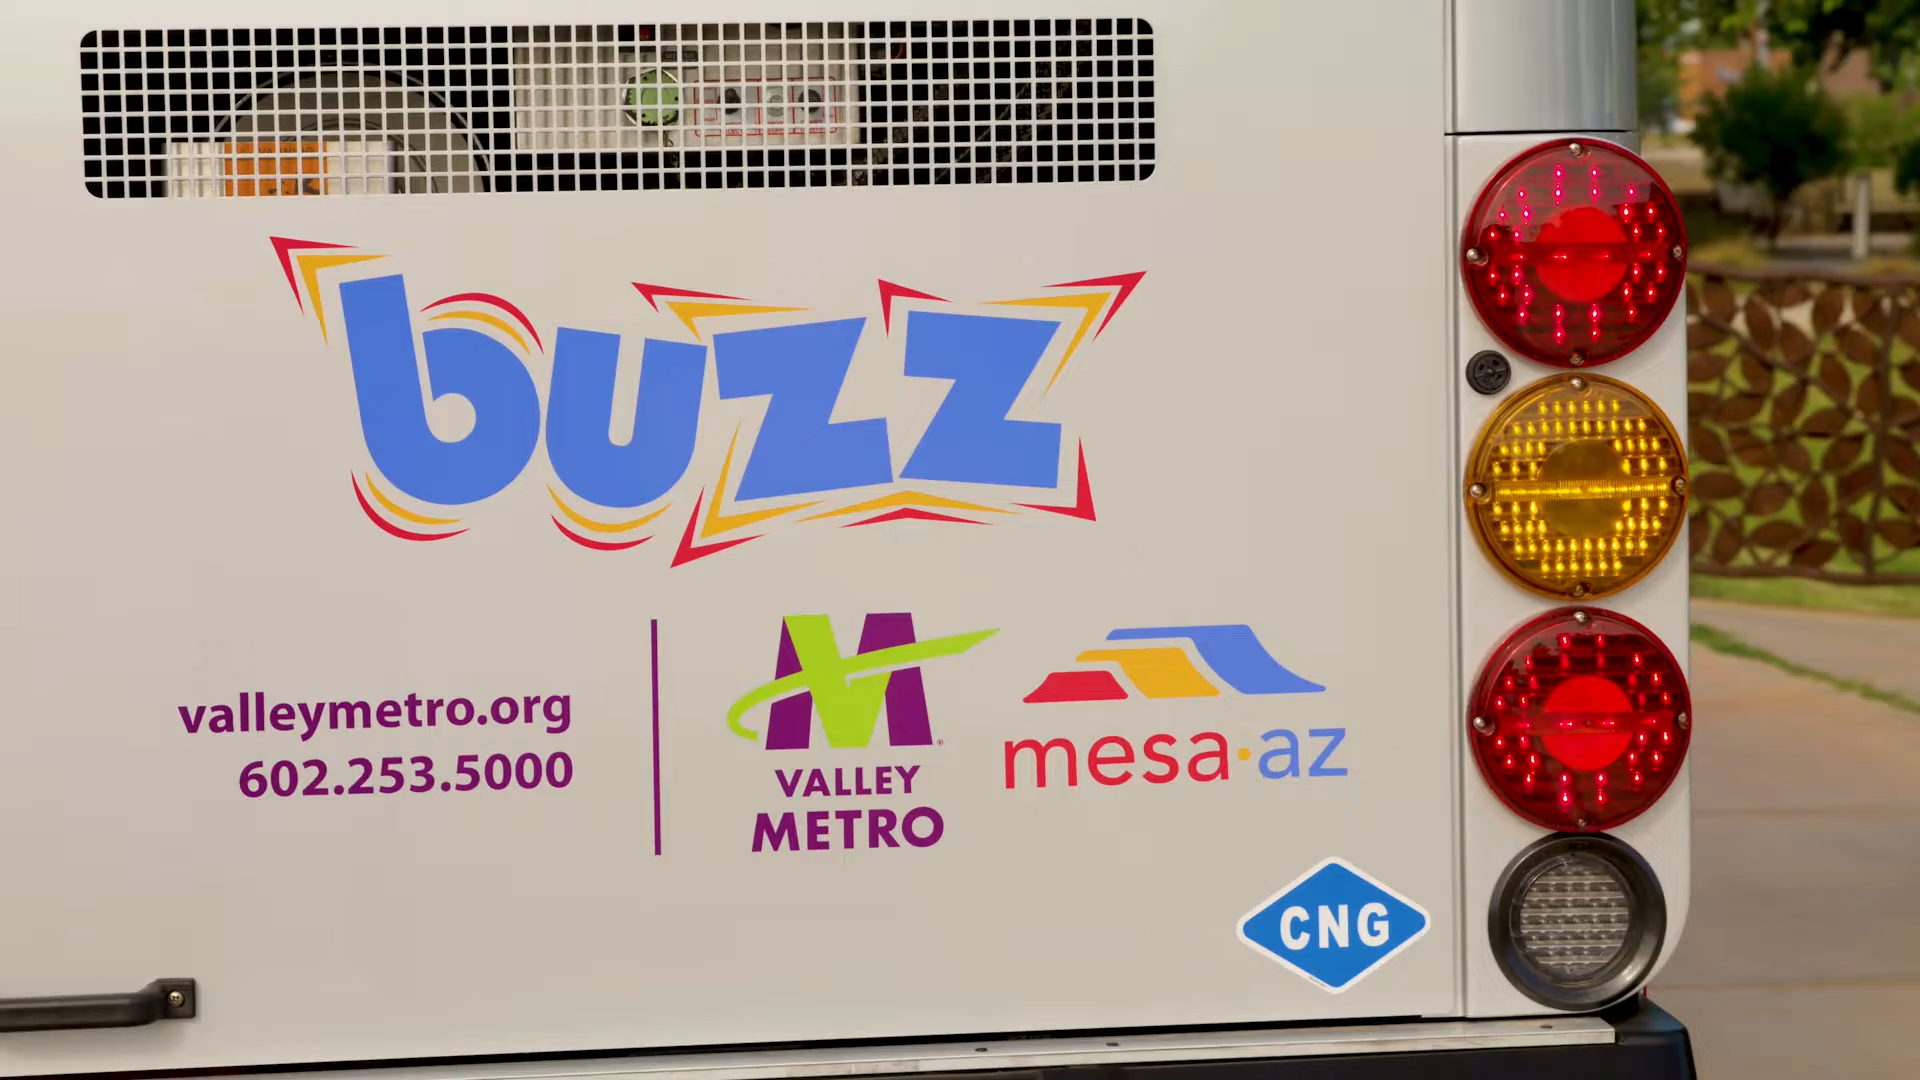 buzz
valleymetro.org
602.253.5000
VALLEY
METRO
mesa·az
CNG